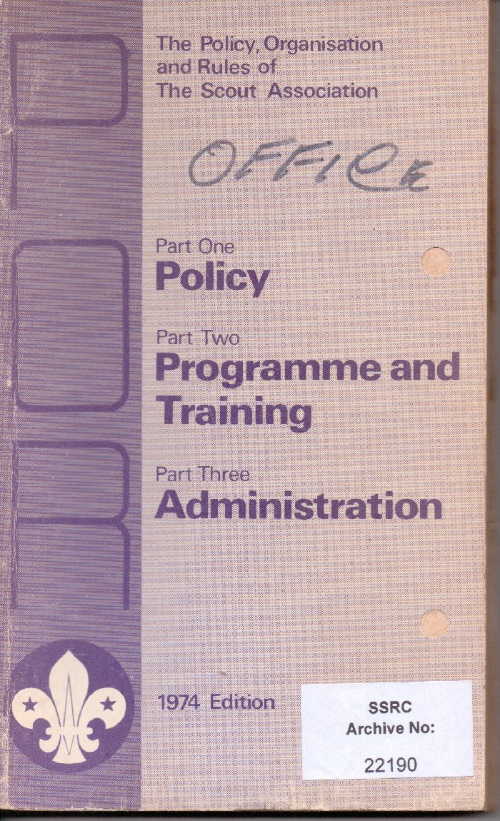 The Policy, Organisation
and Rules of
The Scout Association
OFFICE
Part One
Policy
Part Two
Programme and
Training
Part Three
Administration
1974 Edition
POR
SSRC
Archive No:
22190